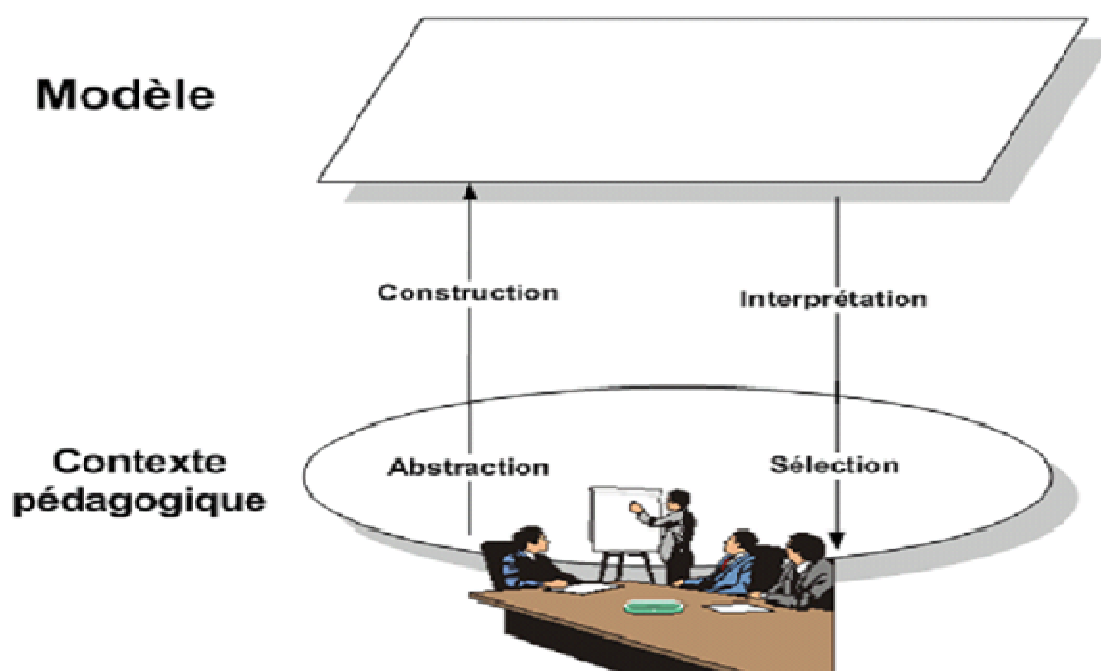 Modèle
Construction
Interprétation
Contexte
pédagogique
Abstraction
Sélection